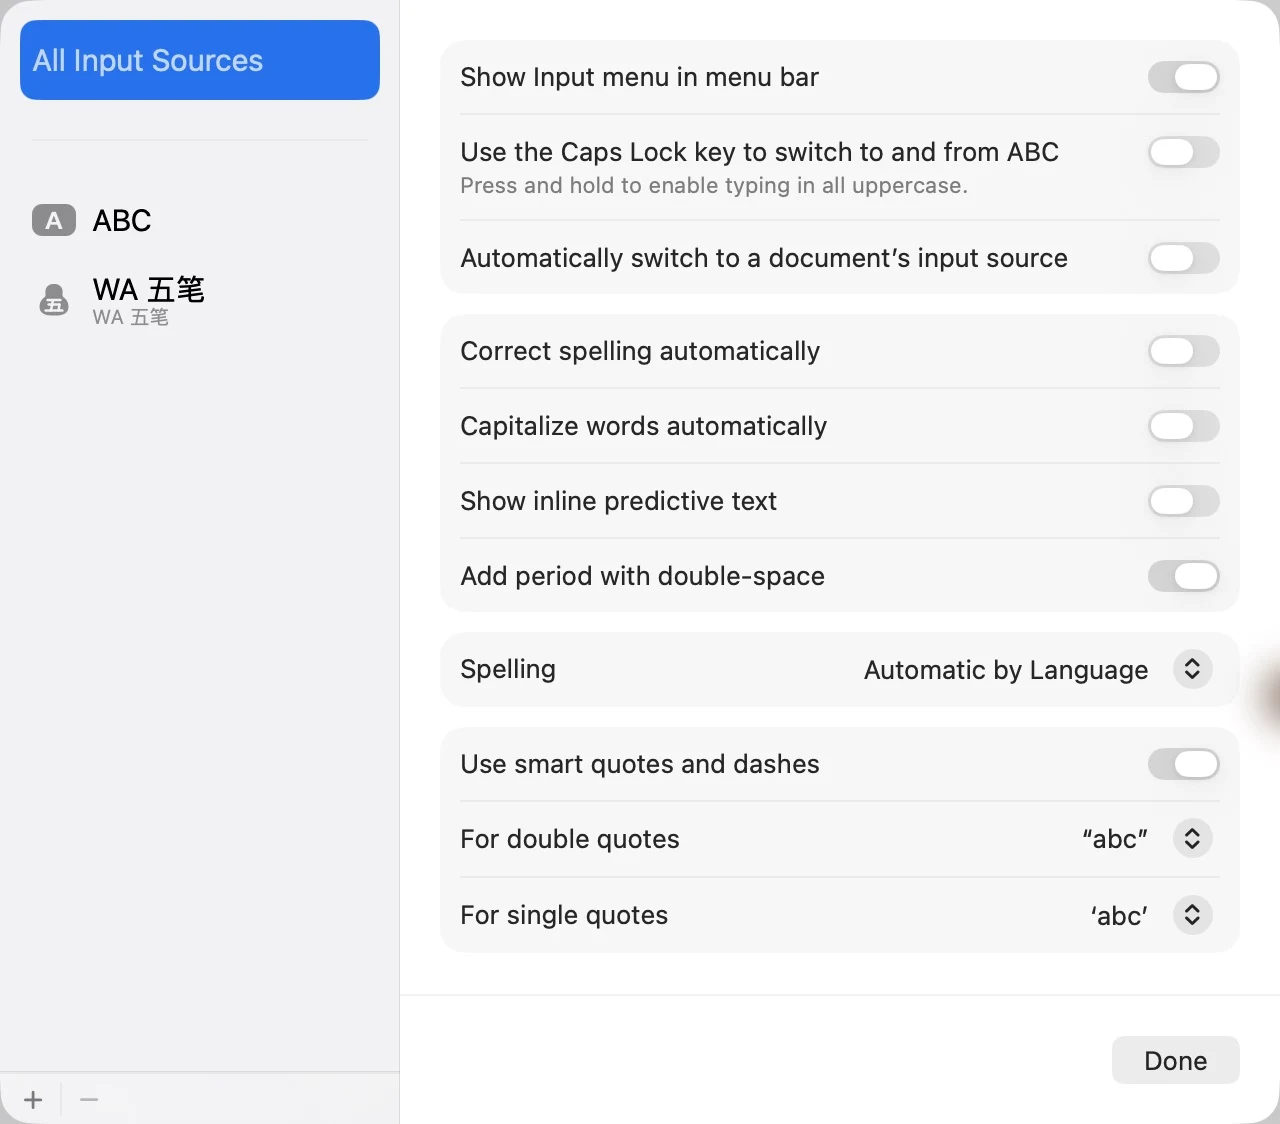 All Input Sources
A ABC
五 WA 五笔
WA 五笔
Show Input menu in menu bar
Use the Caps Lock key to switch to and from ABC
Press and hold to enable typing in all uppercase.
Automatically switch to a document’s input source
Correct spelling automatically
Capitalize words automatically
Show inline predictive text
Add period with double-space
Spelling Automatic by Language
Use smart quotes and dashes
For double quotes “abc”
For single quotes ‘abc’
Done